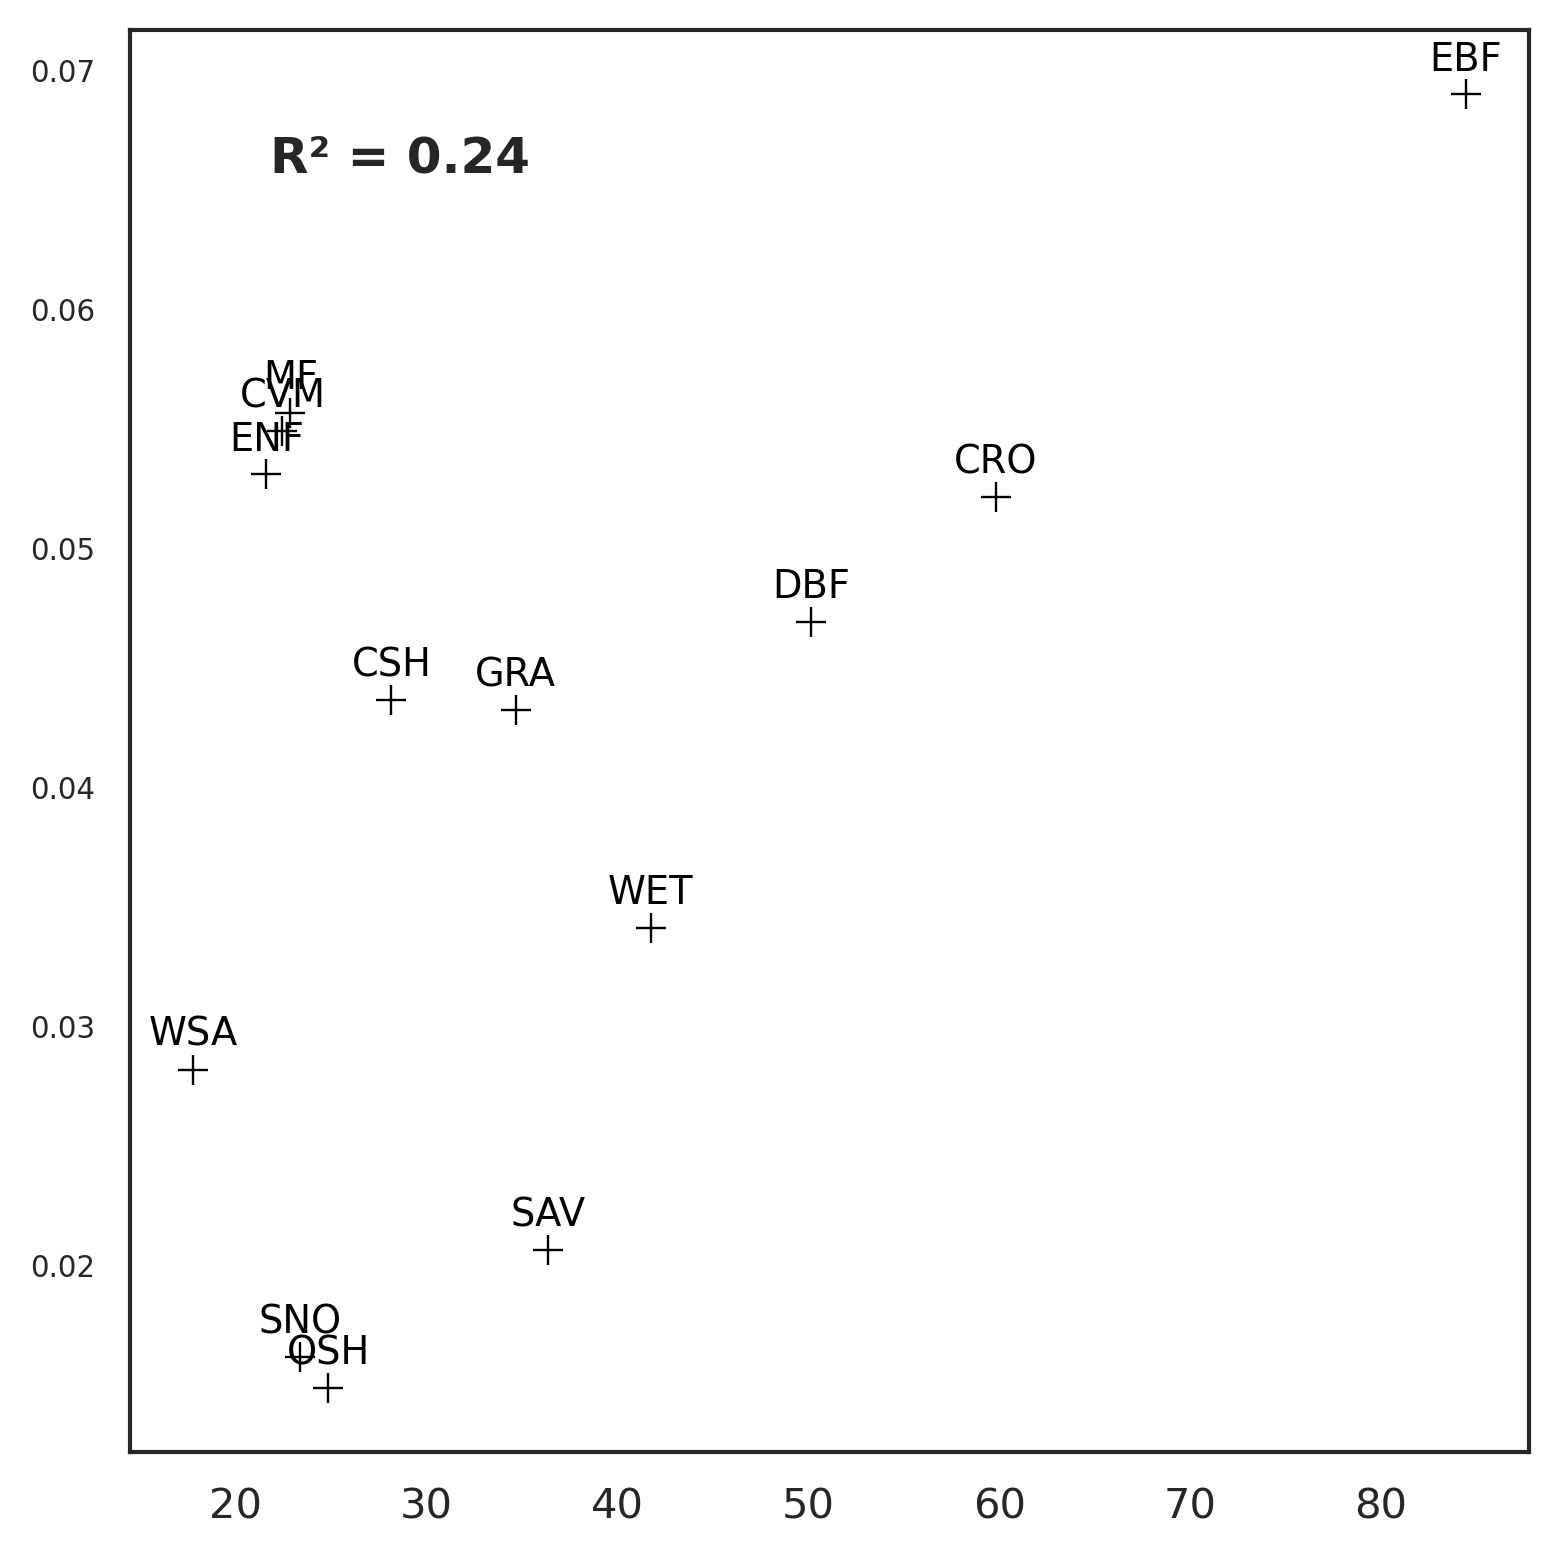 EBF
0.07
R² = 0.24
0.06
MF
CVM
ENF
CRO
0.05
DBF
CSH
GRA
0.04
WET
0.03
WSA
SAV
0.02
SNO
OSH
20 30 40 50 60 70 80